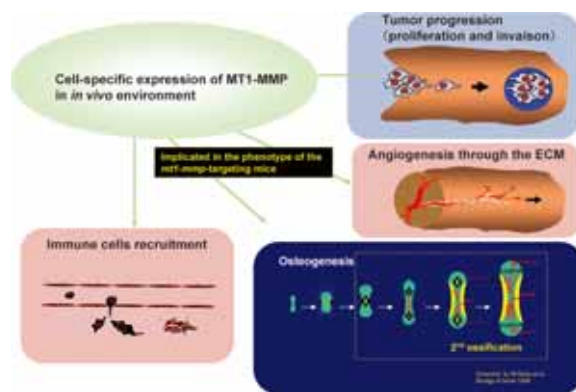 Tumor progression
(proliferation and invaison)
Cell-specific expression of MT1-MMP
in in vivo environment
Implicated in the phenotype of the
mt1-mmp-targeting mice
Angiogenesis through the ECM
Immune cells recruitment
Osteogenesis
2nd ossification